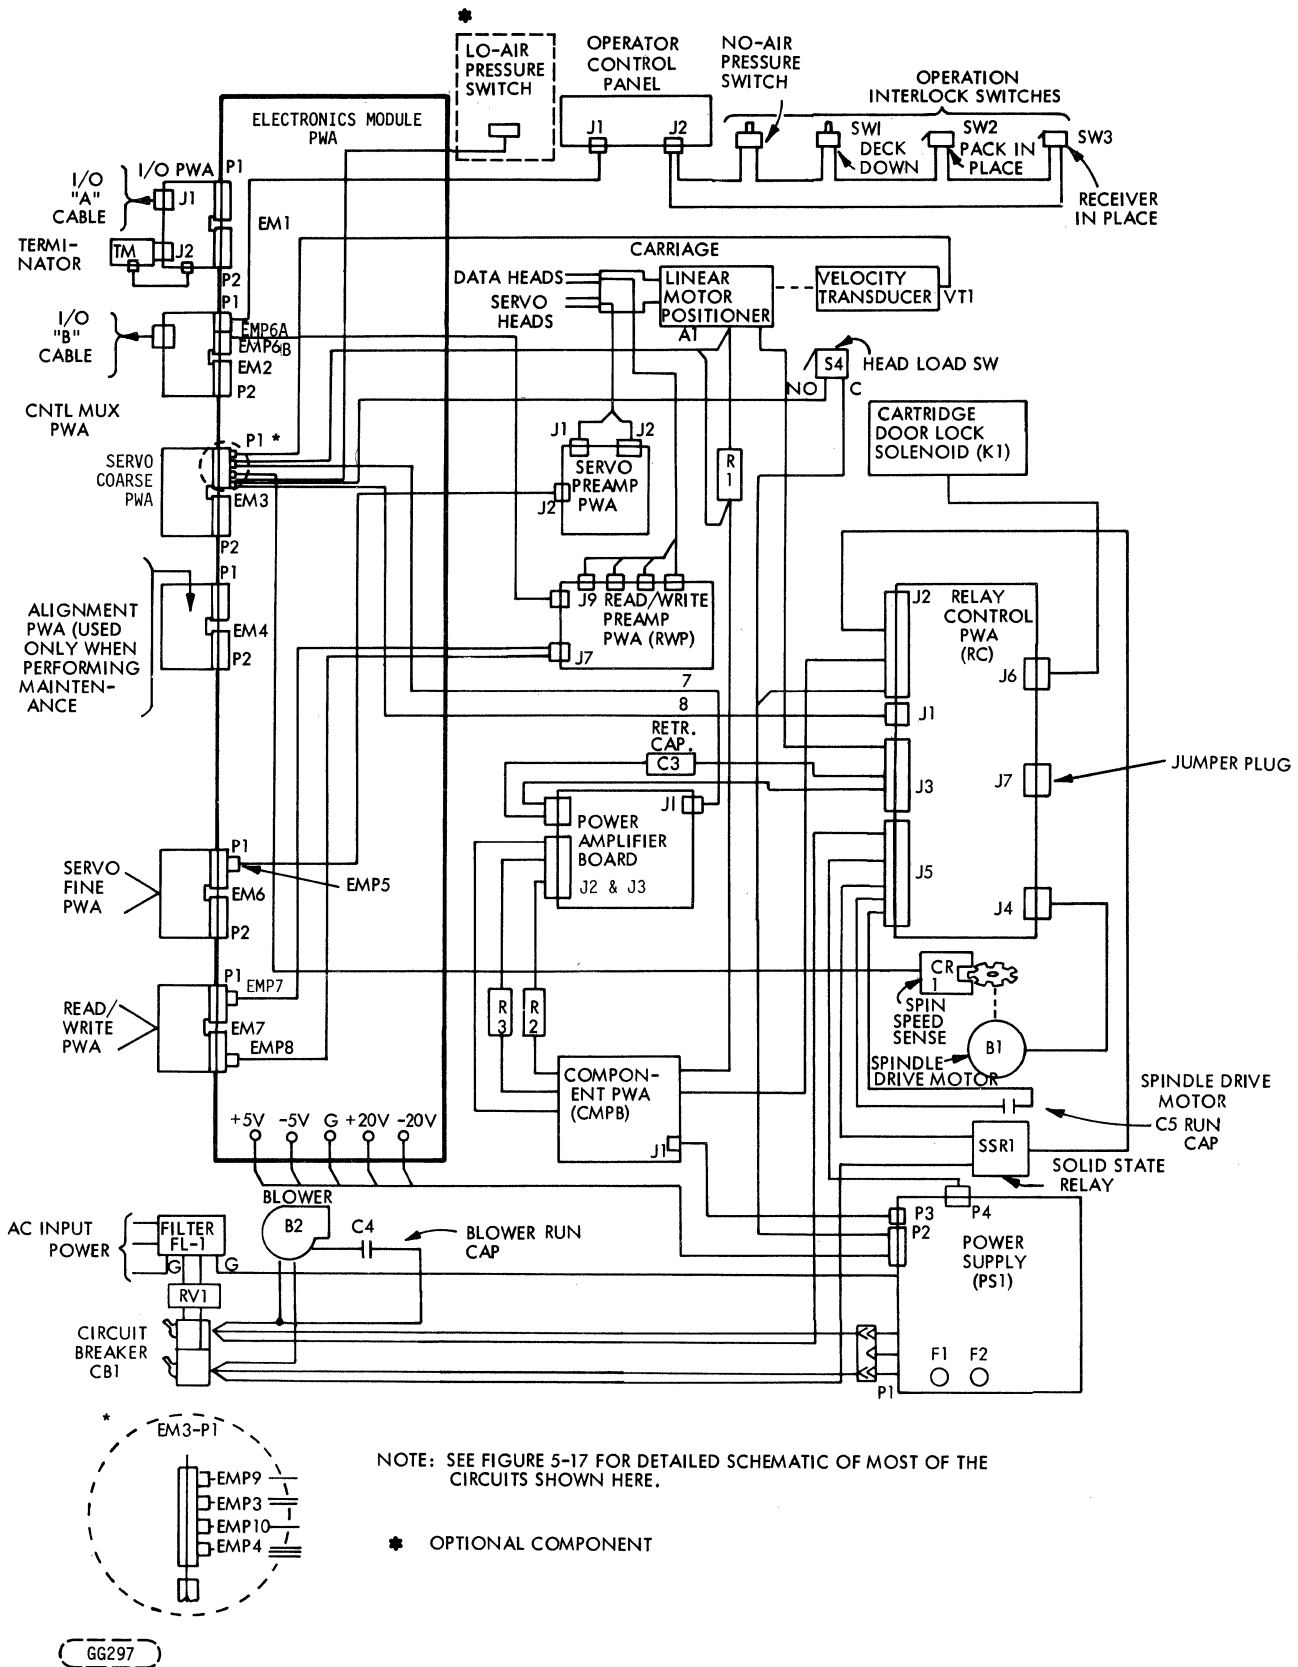 ✱
LO-AIR
PRESSURE
SWITCH
OPERATOR
CONTROL
PANEL
NO-AIR
PRESSURE
SWITCH
OPERATION
INTERLOCK SWITCHES
ELECTRONICS MODULE
PWA
J1
J2
SW1
DECK
DOWN
SW2
PACK IN
PLACE
SW3
RECEIVER
IN PLACE
I/O
"A"
CABLE
I/O PWA
P1
J1
EM1
TERMI-
NATOR
TM
J2
P2
CARRIAGE
DATA HEADS
SERVO
HEADS
LINEAR
MOTOR
POSITIONER
A1
VELOCITY
TRANSDUCER
VT1
I/O
"B"
CABLE
P1
EMP6A
EMP6B
EM2
P2
S4
HEAD LOAD SW
NO
C
CNTL MUX
PWA
CARTRIDGE
DOOR LOCK
SOLENOID (K1)
SERVO
COARSE
PWA
P1 *
EM3
P2
J1
J2
SERVO
PREAMP
PWA
J2
R
1
P1
ALIGNMENT
PWA (USED
ONLY WHEN
PERFORMING
MAINTEN-
ANCE
EM4
P2
J9 READ/WRITE
PREAMP
PWA (RWP)
J7
J2
RELAY
CONTROL
PWA
(RC)
J6
7
8
J1
RETR.
CAP.
C3
J3
J7
JUMPER PLUG
J1
POWER
AMPLIFIER
BOARD
J2 & J3
J5
J4
SERVO
FINE
PWA
P1
EMP5
EM6
P2
CR
1
SPIN
SPEED
SENSE
READ/
WRITE
PWA
P1
EMP7
EM7
EMP8
R
3
R
2
B1
SPINDLE
DRIVE MOTOR
COMPON-
ENT PWA
(CMPB)
J1
SPINDLE DRIVE
MOTOR
C5 RUN
CAP
+5V
-5V
G
+20V
-20V
SSR1
SOLID STATE
RELAY
BLOWER
B2
C4
BLOWER RUN
CAP
AC INPUT
POWER
FILTER
FL-1
G
G
RV1
P3
P4
P2
POWER
SUPPLY
(PS1)
CIRCUIT
BREAKER
CB1
F1
F2
P1
*
EM3-P1
EMP9
EMP3
EMP10
EMP4
NOTE: SEE FIGURE 5-17 FOR DETAILED SCHEMATIC OF MOST OF THE
CIRCUITS SHOWN HERE.
✱ OPTIONAL COMPONENT
GG297